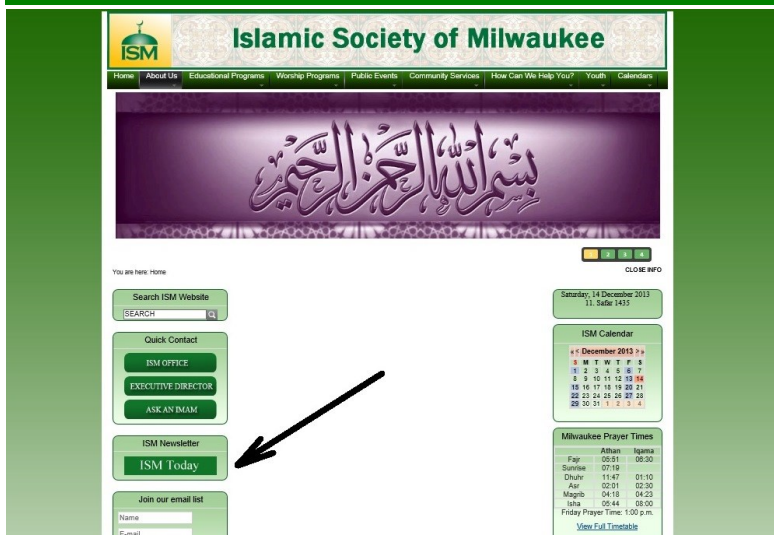 ISM
Islamic Society of Milwaukee
Home About Us Educational Programs Worship Programs Public Events Community Services How Can We Help You? Youth Calendars
بسم الله الرحمن الرحيم
1 2 3 4
You are here: Home
CLOSE INFO
Search ISM Website
SEARCH
Quick Contact
ISM OFFICE
EXECUTIVE DIRECTOR
ASK AN IMAM
ISM Newsletter
ISM Today
Join our email list
Name
E-mail
Saturday, 14 December 2013
11. Safar 1435
ISM Calendar
« < December 2013 > »
S M T W T F S
1 2 3 4 5 6 7
8 9 10 11 12 13 14
15 16 17 18 19 20 21
22 23 24 25 26 27 28
29 30 31 1 2 3 4
Milwaukee Prayer Times
Athan Iqama
Fajr 05:51 06:30
Sunrise 07:19
Dhuhr 11:47 01:10
Asr 02:01 02:30
Magrib 04:18 04:23
Isha 05:44 08:00
Friday Prayer Time: 1:00 p.m.
View Full Timetable